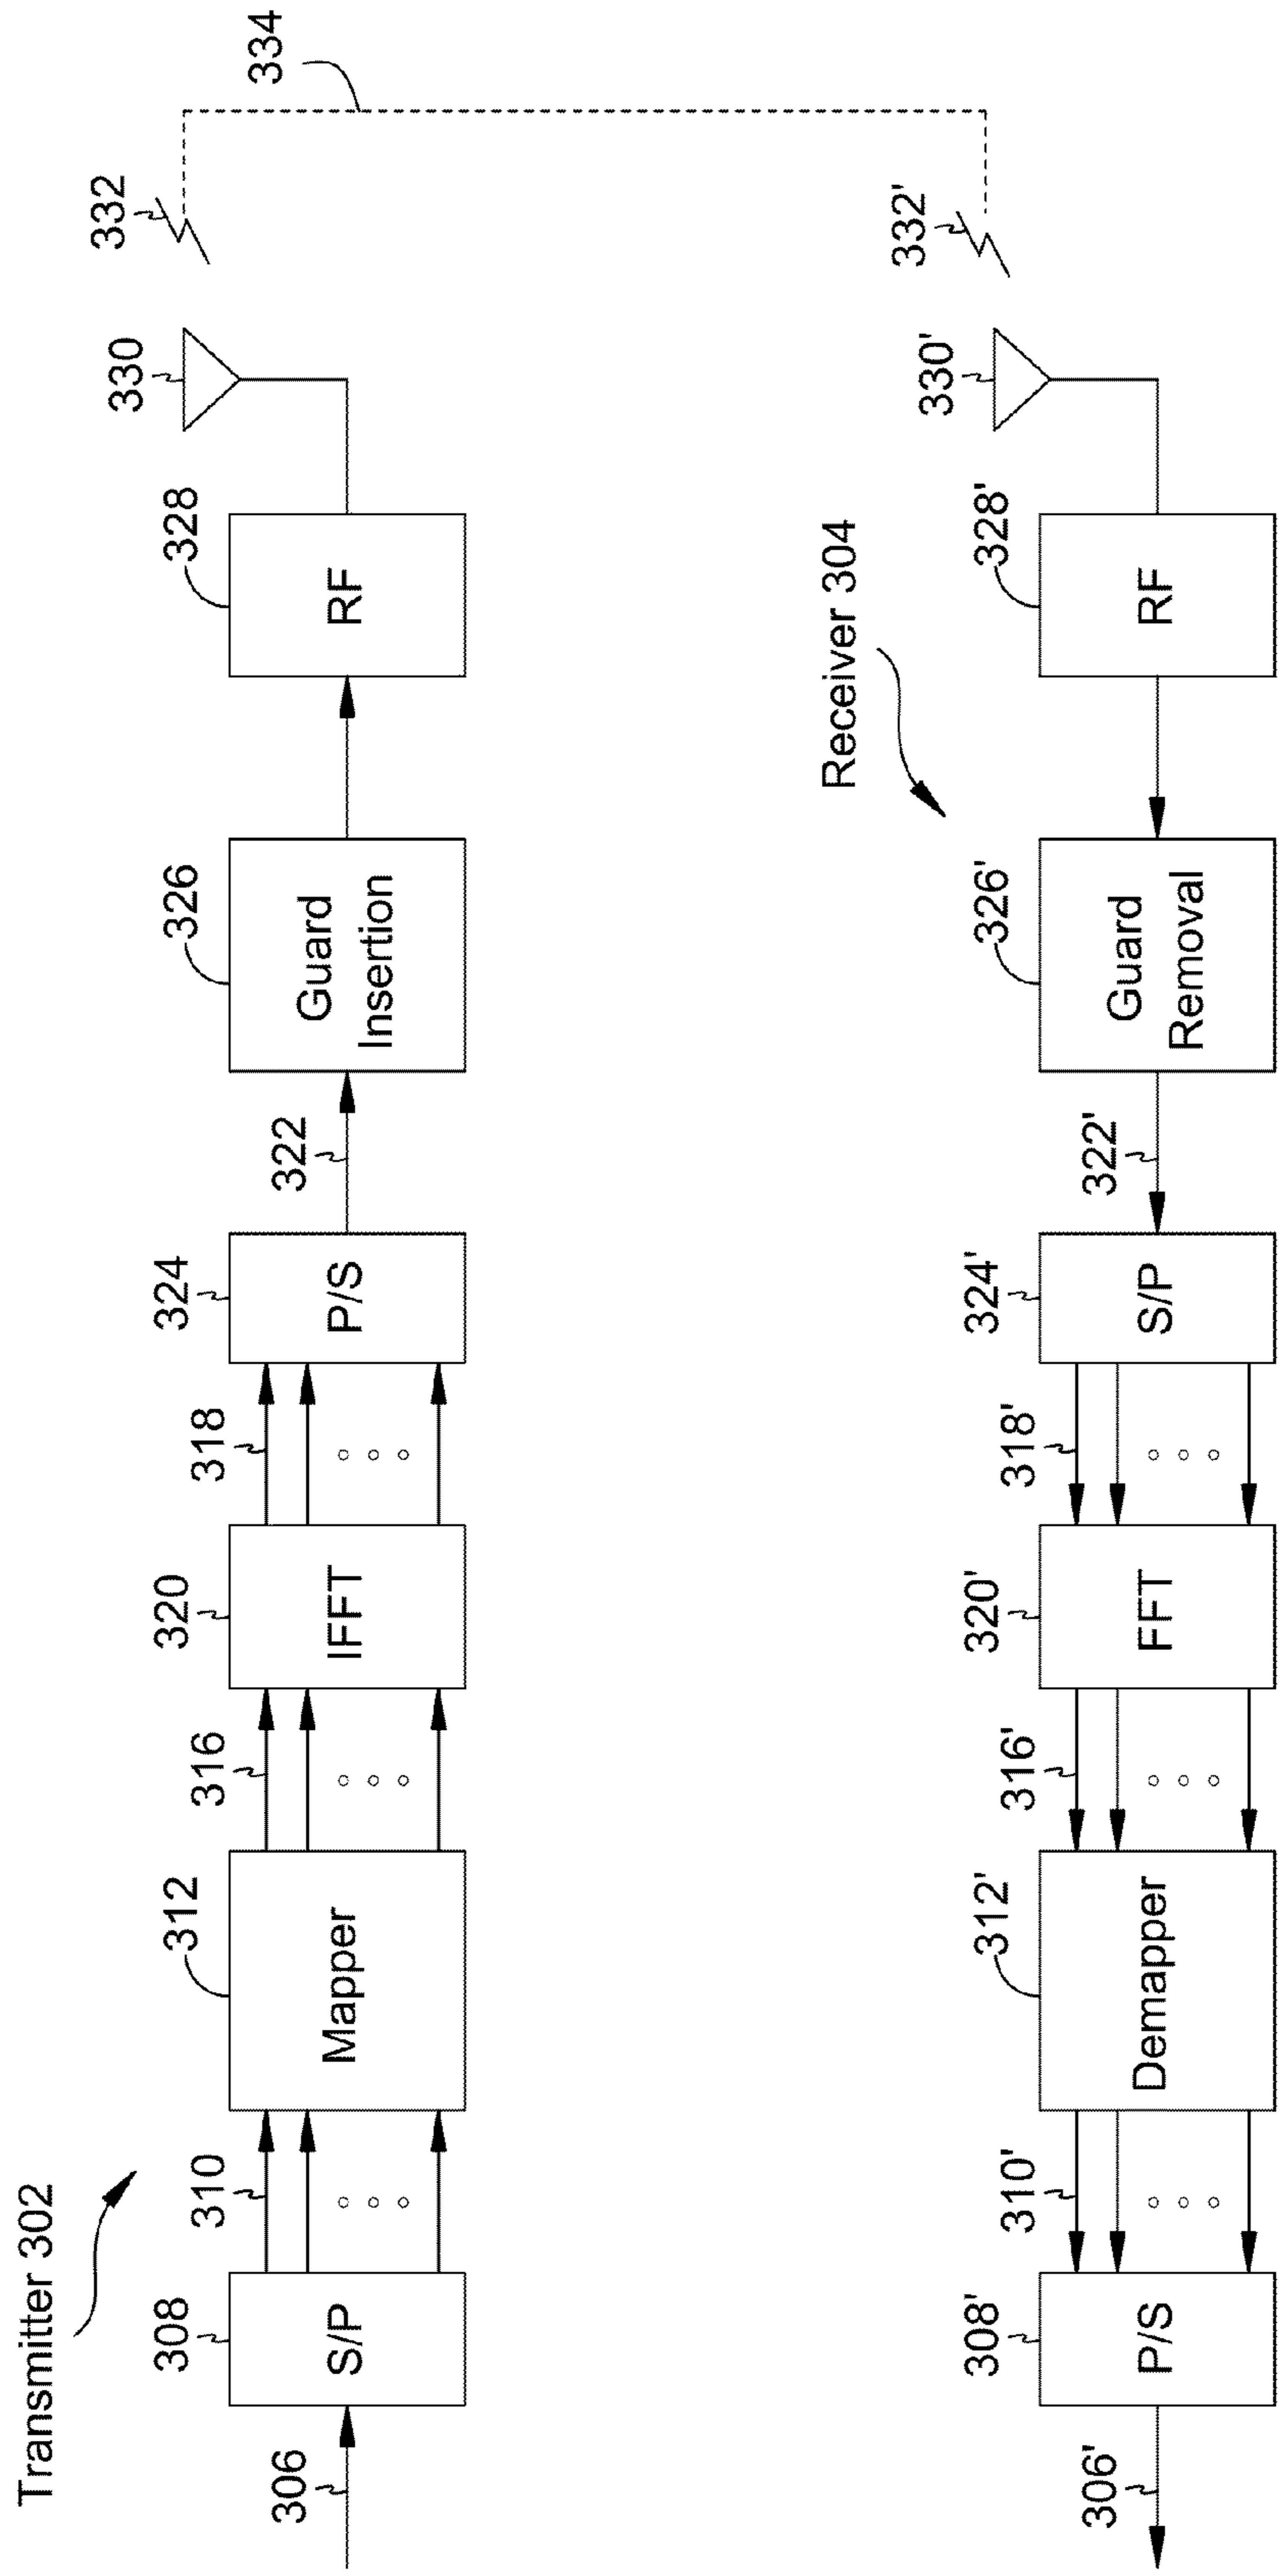 Transmitter 302
306
308
S/P
310
312
Mapper
316
320
IFFT
318
324
P/S
322
326
Guard
Insertion
328
RF
330
332
334
Receiver 304
306'
308'
P/S
310'
312'
Demapper
316'
320'
FFT
318'
324'
S/P
322'
326'
Guard
Removal
328'
RF
330'
332'